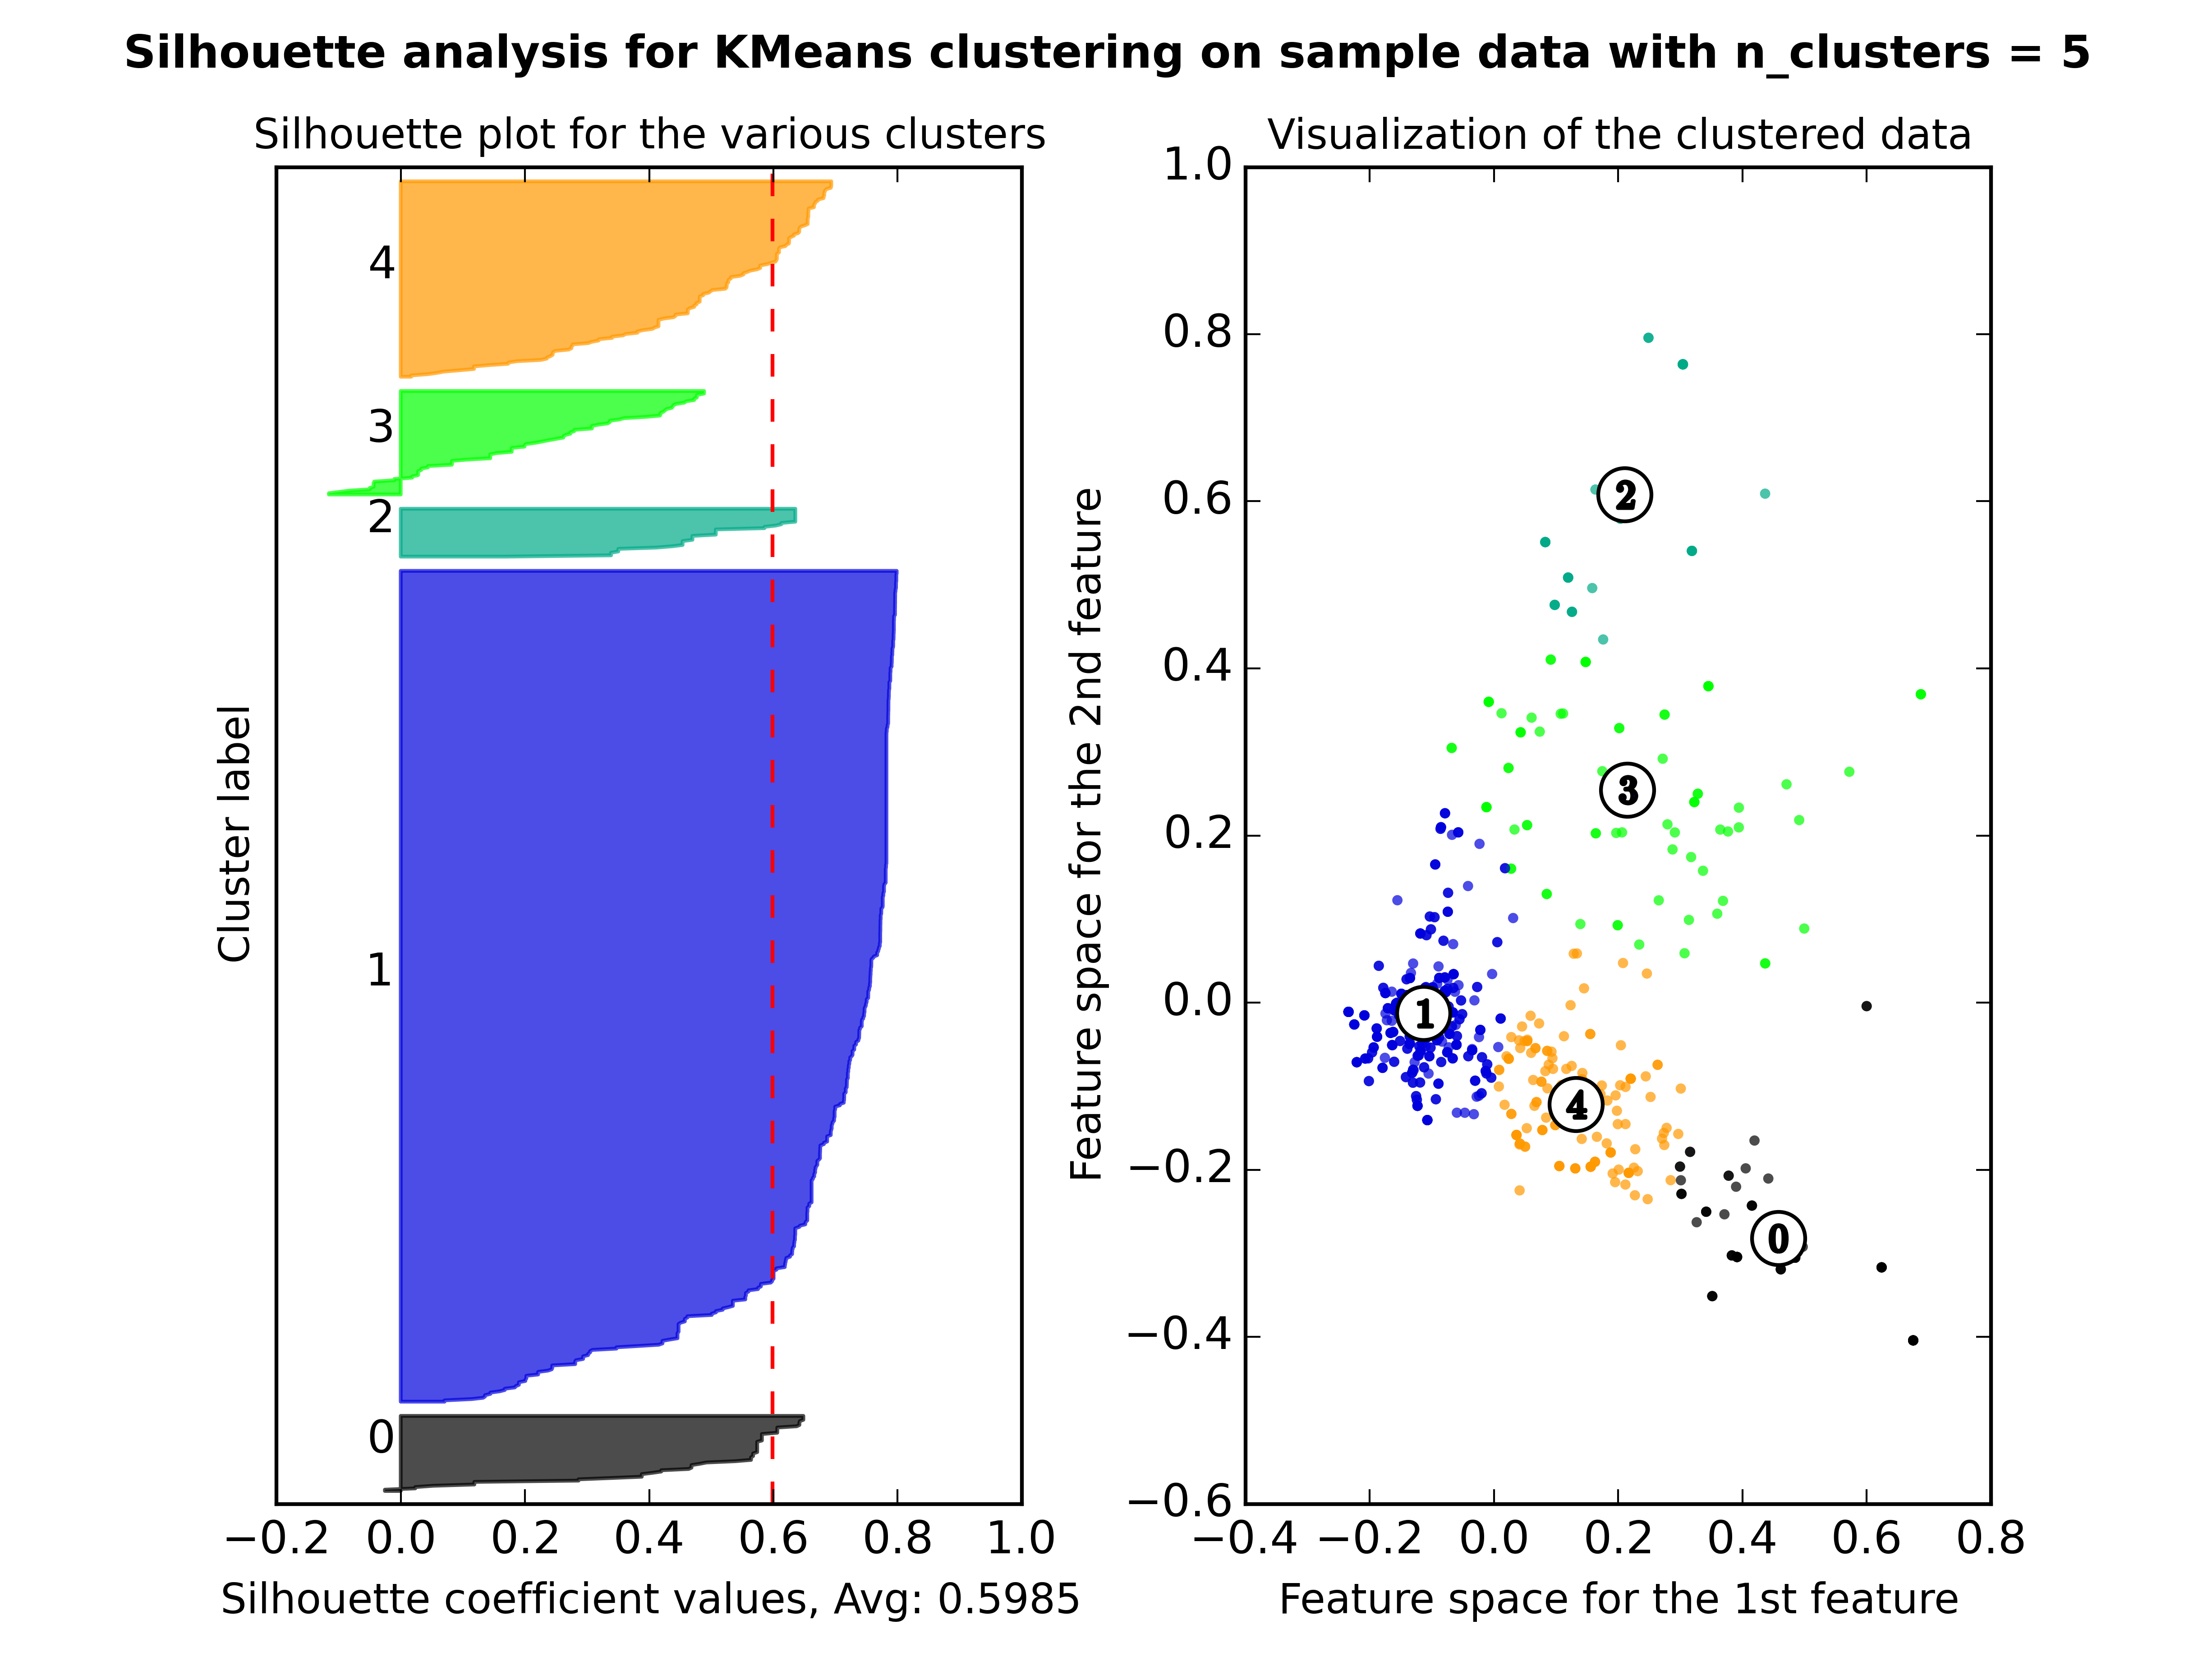 Silhouette analysis for KMeans clustering on sample data with n_clusters = 5
Silhouette plot for the various clusters
4
3
2
1
0
Cluster label
−0.2 0.0 0.2 0.4 0.6 0.8 1.0
Silhouette coefficient values, Avg: 0.5985
Visualization of the clustered data
1.0
0.8
0.6
0.4
0.2
0.0
−0.2
−0.4
−0.6
Feature space for the 2nd feature
2
3
1
4
0
−0.4 −0.2 0.0 0.2 0.4 0.6 0.8
Feature space for the 1st feature